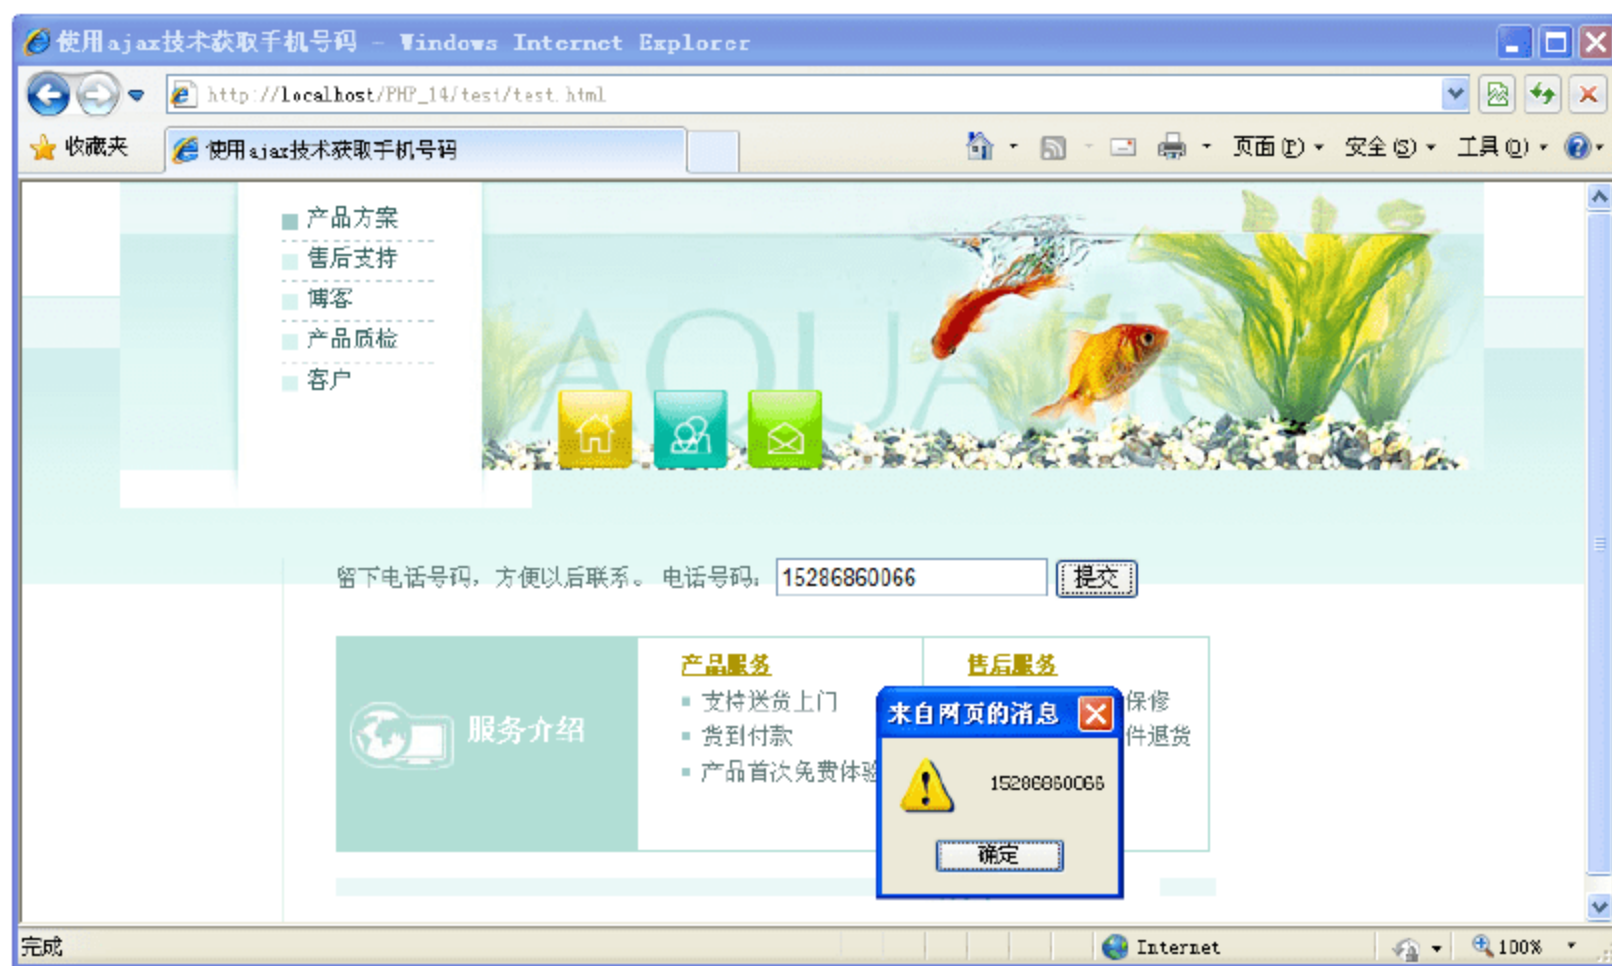 使用ajax技术获取手机号码 - Windows Internet Explorer
http://localhost/PHP_14/test/test.html
收藏夹
使用ajax技术获取手机号码
页面(P)
安全(S)
工具(O)
产品方案
售后支持
博客
产品质检
客户
AQUATIC
留下电话号码，方便以后联系。 电话号码： 15286860066 提交
服务介绍
产品服务
支持送货上门
货到付款
产品首次免费体验
售后服务
保修
件退货
来自网页的消息
15286860066
确定
完成
Internet
100%